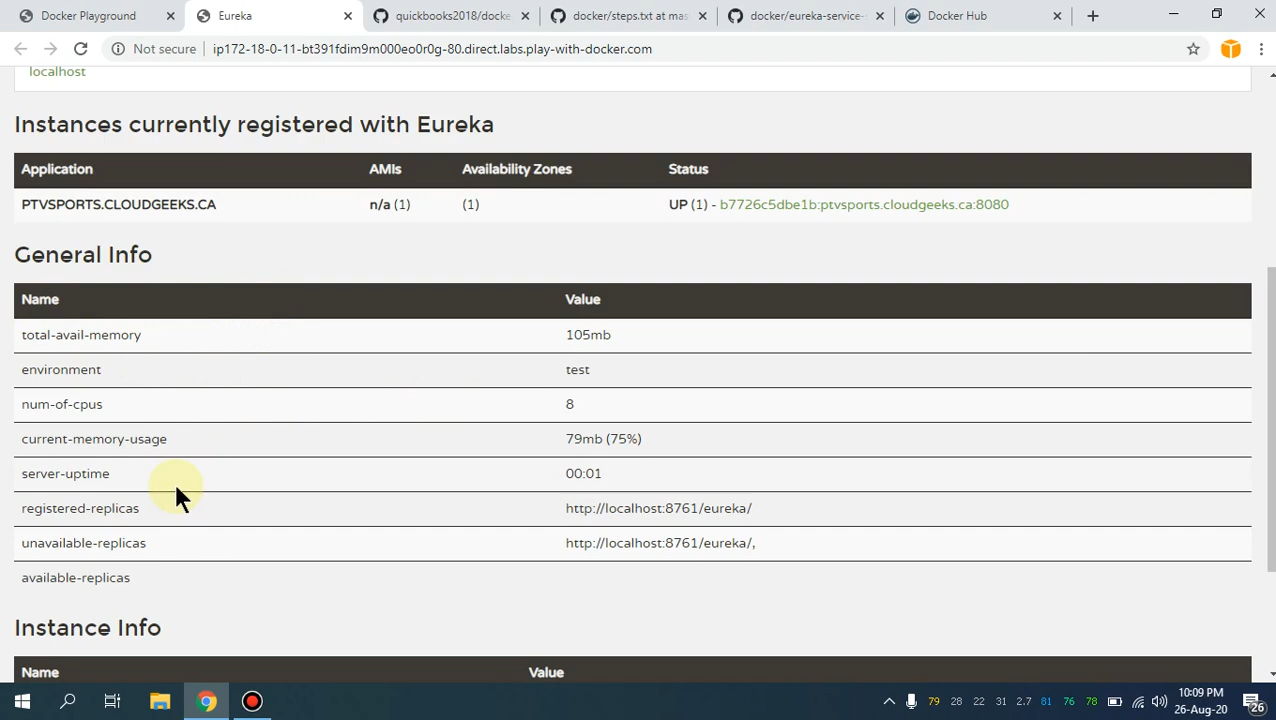 Docker Playground
Eureka
quickbooks2018/docke
docker/steps.txt at mas
docker/eureka-service-
Docker Hub
Not secure
ip172-18-0-11-bt391fdim9m000eo0r0g-80.direct.labs.play-with-docker.com
localhost
Instances currently registered with Eureka
Application AMIs Availability Zones Status
PTVSPORTS.CLOUDGEEKS.CA n/a (1) (1) UP (1) - b7726c5dbe1b:ptvsports.cloudgeeks.ca:8080
General Info
Name Value
total-avail-memory 105mb
environment test
num-of-cpus 8
current-memory-usage 79mb (75%)
server-uptime 00:01
registered-replicas http://localhost:8761/eureka/
unavailable-replicas http://localhost:8761/eureka/,
available-replicas
Instance Info
Name Value
79 28 22 31 2.7 81 76 78
10:09 PM
26-Aug-20
26